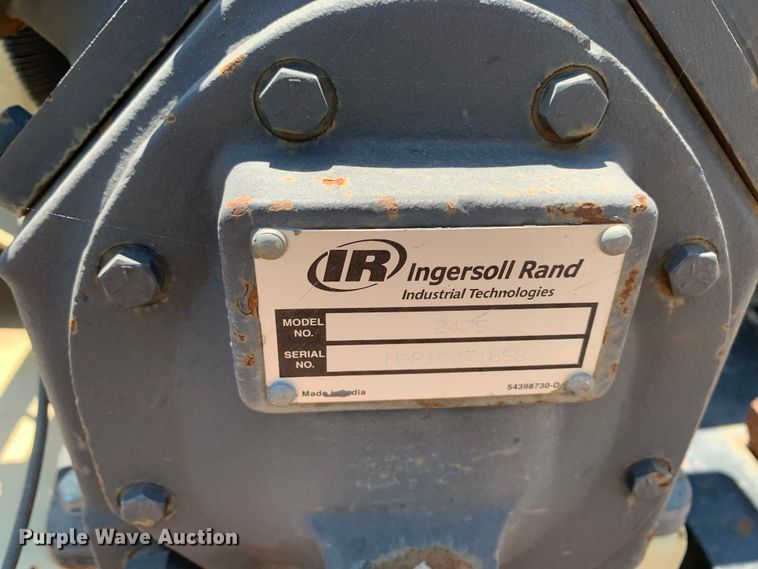 IR Ingersoll Rand
Industrial Technologies
MODEL NO. 2475
SERIAL NO.
Made in India
54398730-D
Purple Wave Auction